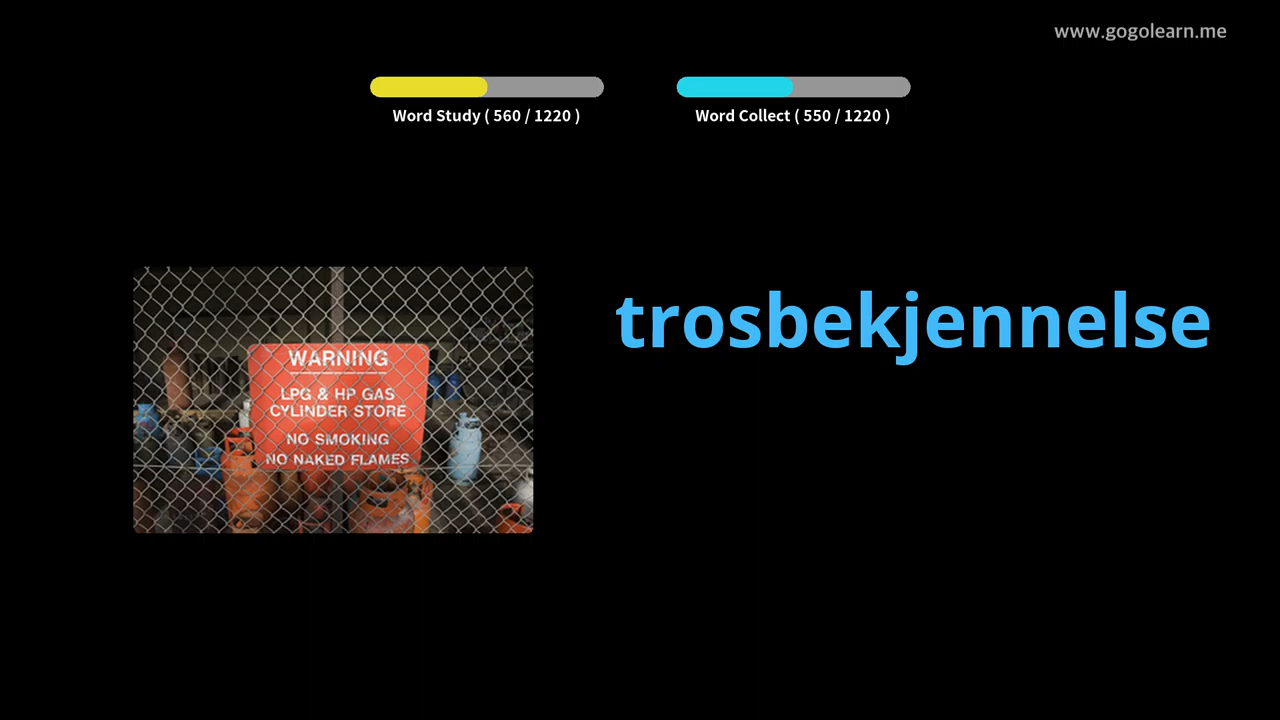 www.gogolearn.me
Word Study ( 560 / 1220 )
Word Collect ( 550 / 1220 )
trosbekjennelse
WARNING
LPG & HP GAS
CYLINDER STORE
NO SMOKING
NO NAKED FLAMES